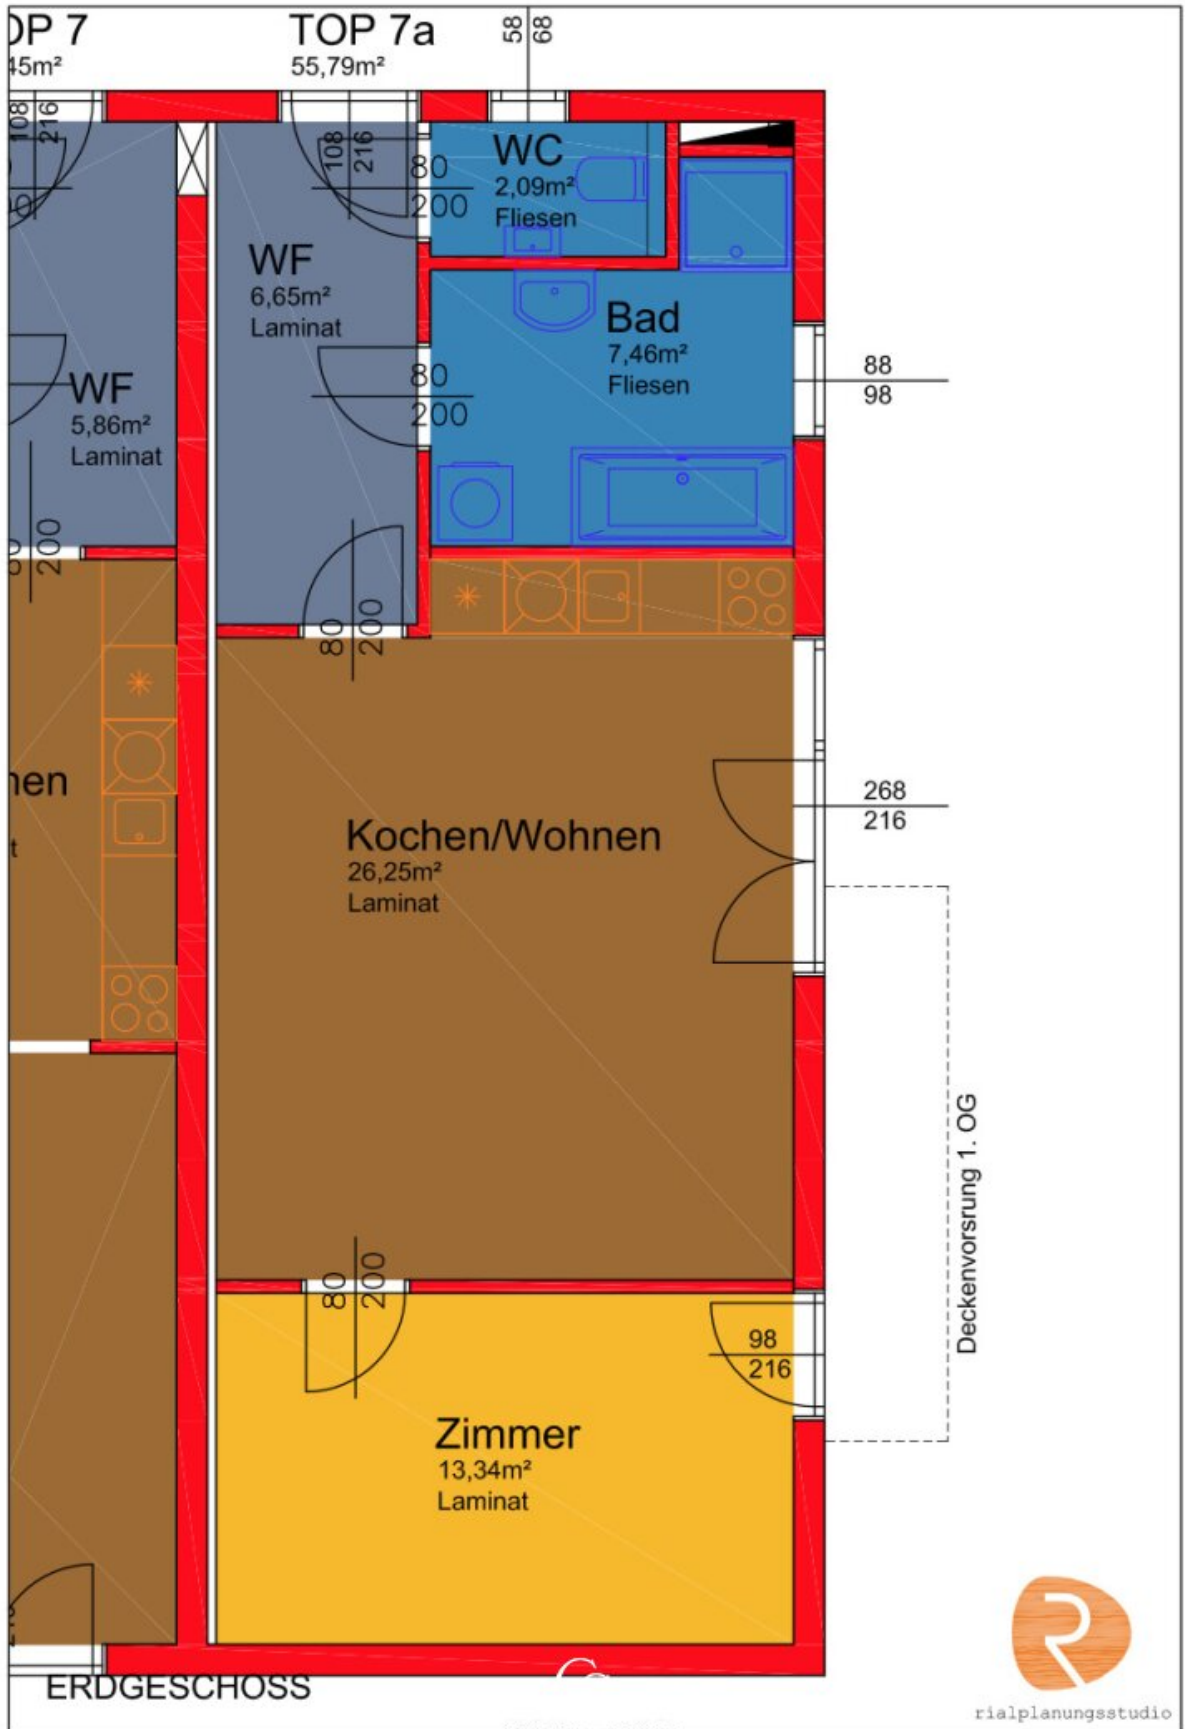 OP 7
45m²
TOP 7a
55,79m²
58
68
108
216
108
216
80
200
WC
2,09m²
Fliesen
WF
6,65m²
Laminat
Bad
7,46m²
Fliesen
80
200
88
98
WF
5,86m²
Laminat
200
80
200
hen
t
Kochen/Wohnen
26,25m²
Laminat
268
216
Deckenvorsrung 1. OG
80
200
98
216
Zimmer
13,34m²
Laminat
ERDGESCHOSS
rialplanungsstudio